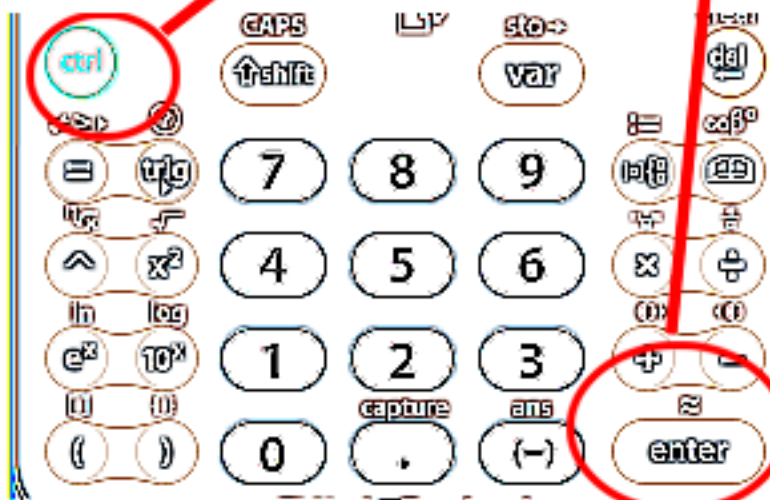 CAPS sto→
ctrl ⇧shift var del
= trig 7 8 9
ⁿ√x √
^ x² 4 5 6 × ÷
ln log
eˣ 10ˣ 1 2 3 + −
[ ] { } capture ans ≈
( ) 0 . (−) enter